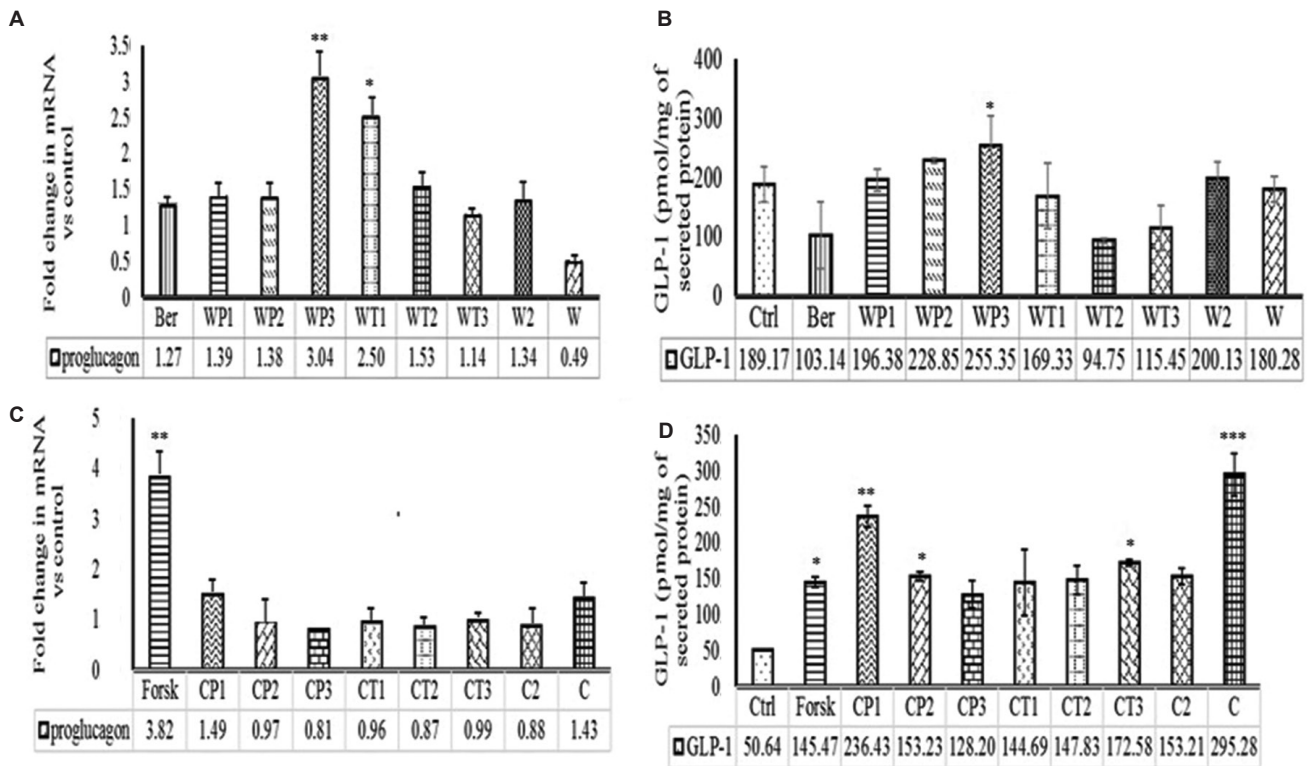 A
Fold change in mRNA
vs control
3.5
3
2.5
2
1.5
1
0.5
0
**
*
Ber WP1 WP2 WP3 WT1 WT2 WT3 W2 W
proglucagon 1.27 1.39 1.38 3.04 2.50 1.53 1.14 1.34 0.49
B
GLP-1 (pmol/mg of
secreted protein)
400
300
200
100
0
*
Ctrl Ber WP1 WP2 WP3 WT1 WT2 WT3 W2 W
GLP-1 189.17 103.14 196.38 228.85 255.35 169.33 94.75 115.45 200.13 180.28
C
Fold change in mRNA
vs control
5
4
3
2
1
0
**
Forsk CP1 CP2 CP3 CT1 CT2 CT3 C2 C
proglucagon 3.82 1.49 0.97 0.81 0.96 0.87 0.99 0.88 1.43
D
GLP-1 (pmol/mg of
secreted protein)
350
300
250
200
150
100
50
0
*
**
*
*
***
Ctrl Forsk CP1 CP2 CP3 CT1 CT2 CT3 C2 C
GLP-1 50.64 145.47 236.43 153.23 128.20 144.69 147.83 172.58 153.21 295.28